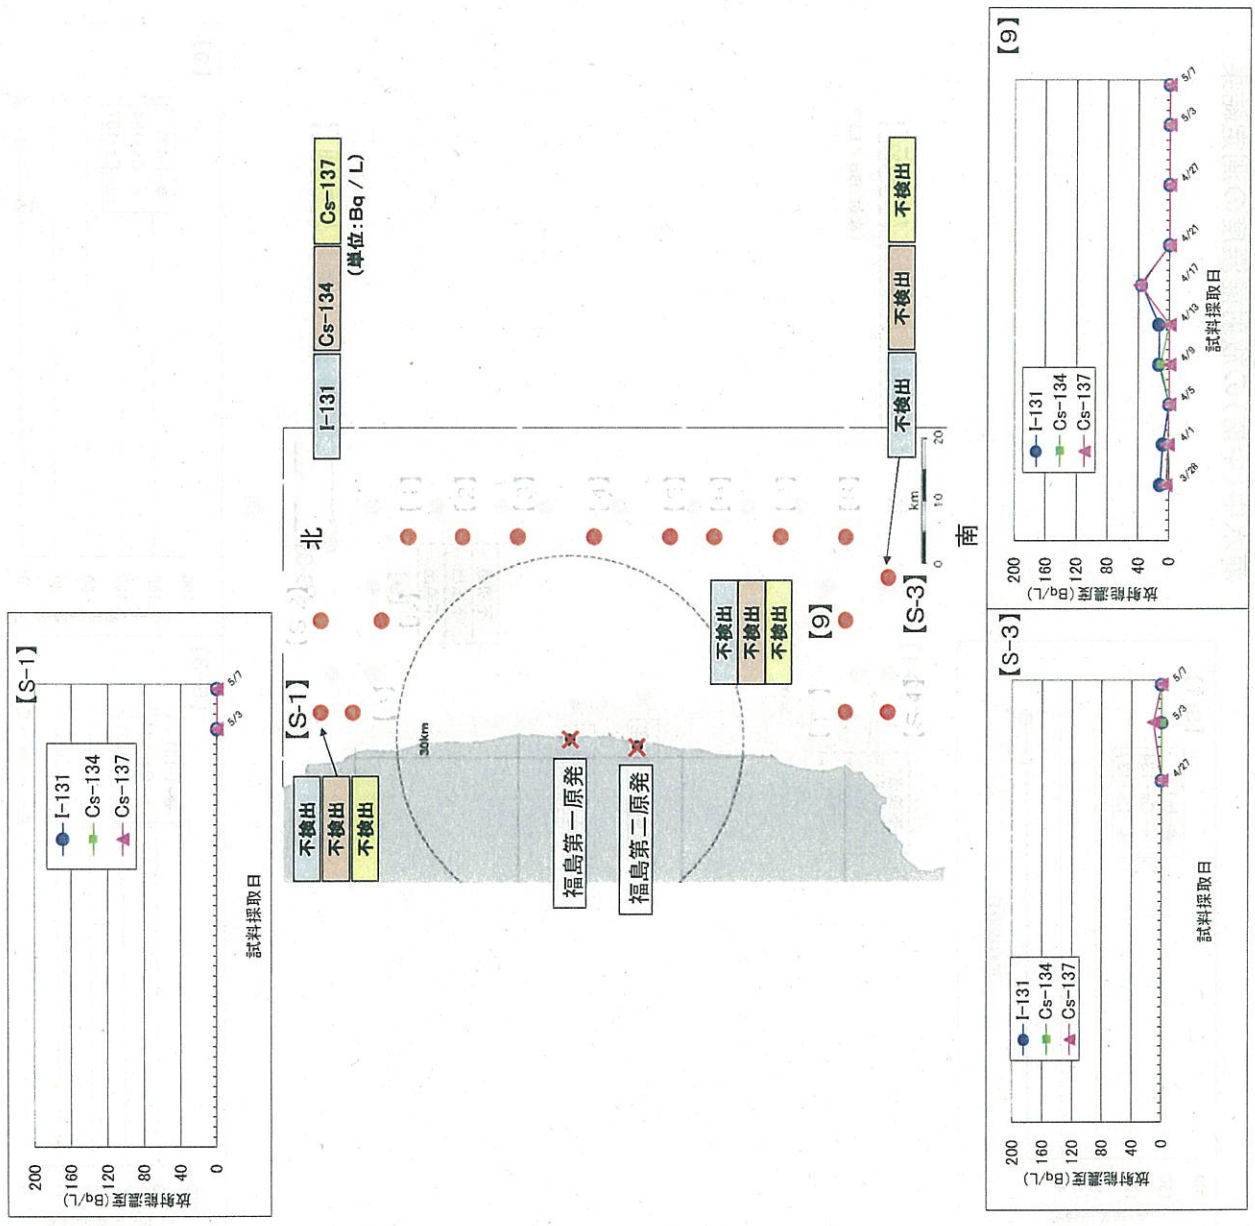 【S-1】
200
160
120
80
40
0
放射能濃度(Bq/L)
I-131
Cs-134
Cs-137
5/3
5/7
試料採取日
I-131
Cs-134
Cs-137
(単位:Bq / L)
北
【S-1】
不検出
不検出
不検出
30km
福島第一原発
福島第二原発
不検出
不検出
不検出
【9】
【S-3】
不検出
不検出
不検出
km
0
10
20
南
【S-3】
200
160
120
80
40
0
放射能濃度(Bq/L)
I-131
Cs-134
Cs-137
4/27
5/3
5/7
試料採取日
【9】
200
160
120
80
40
0
放射能濃度(Bq/L)
I-131
Cs-134
Cs-137
3/28
4/1
4/5
4/9
4/13
4/17
4/21
4/27
5/3
5/7
試料採取日